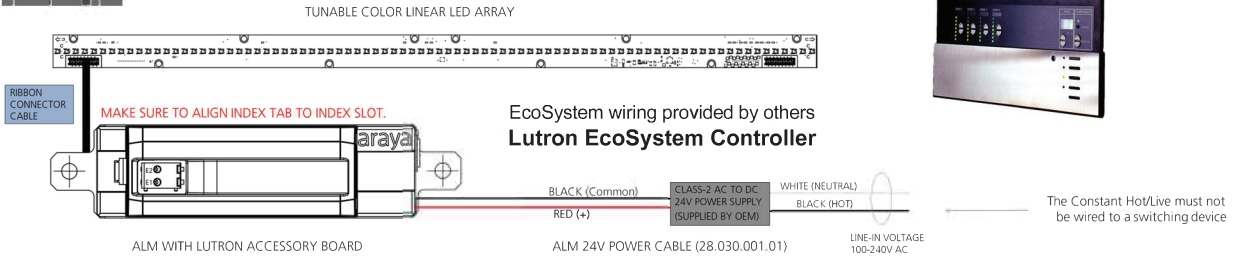 TUNABLE COLOR LINEAR LED ARRAY
RIBBON
CONNECTOR
CABLE
MAKE SURE TO ALIGN INDEX TAB TO INDEX SLOT.
araya
E2
E1
EcoSystem wiring provided by others
Lutron EcoSystem Controller
BLACK (Common)
RED (+)
CLASS-2 AC TO DC
24V POWER SUPPLY
(SUPPLIED BY OEM)
WHITE (NEUTRAL)
BLACK (HOT)
The Constant Hot/Live must not
be wired to a switching device
ALM WITH LUTRON ACCESSORY BOARD
ALM 24V POWER CABLE (28.030.001.01)
LINE-IN VOLTAGE
100-240V AC